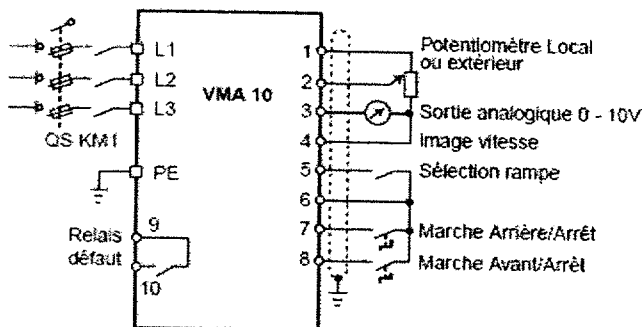 L1
L2
L3
QS KM1
PE
Relais
défaut
9
10
VMA 10
1
2
3
4
5
6
7
8
Potentiomètre Local
ou extérieur
Sortie analogique 0 - 10V
Image vitesse
Sélection rampe
Marche Arrière/Arrêt
Marche Avant/Arrêt